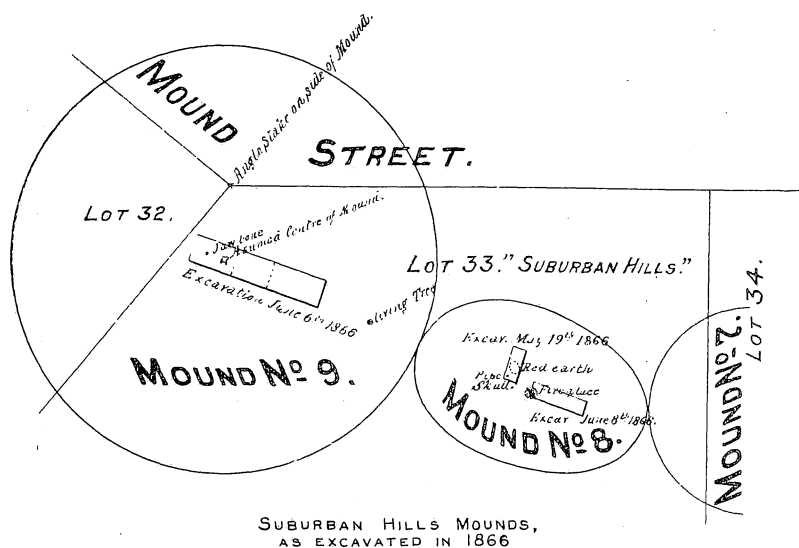 MOUND
Angle Stake on side of Mound.
STREET.
LOT 32.
Jaw bone
Assumed Centre of Mound.
Excavation June 6th 1866
Living Tree
MOUND No 9.
LOT 33. "SUBURBAN HILLS."
LOT 34.
MOUND No 7.
Excav. May 19th 1866
Red earth
Pipe
Skull.
Fireplace
Excav June 8th 1866.
MOUND No 8.
SUBURBAN HILLS MOUNDS,
AS EXCAVATED IN 1866